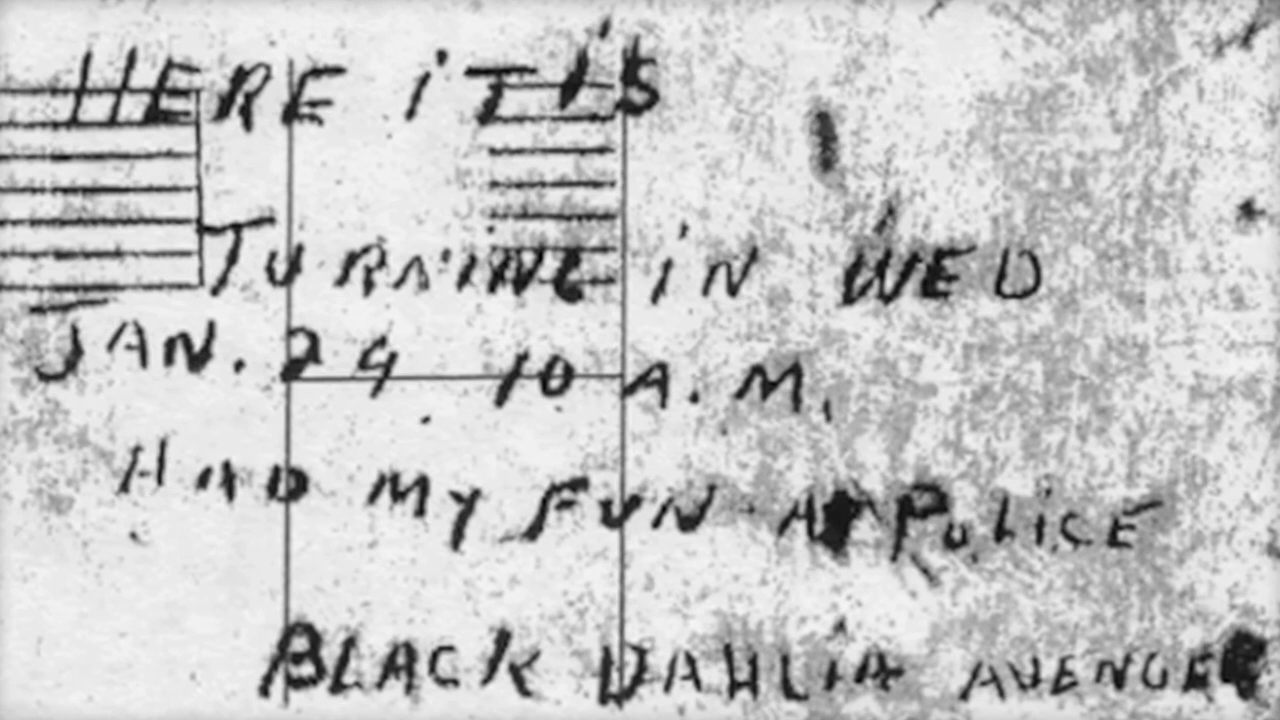 HERE iT iS
TURNiNG iN WED
JAN. 29 10 A.M.
HAD MY FUN AT POLiCE
BLACK DAHLiA AVENGER